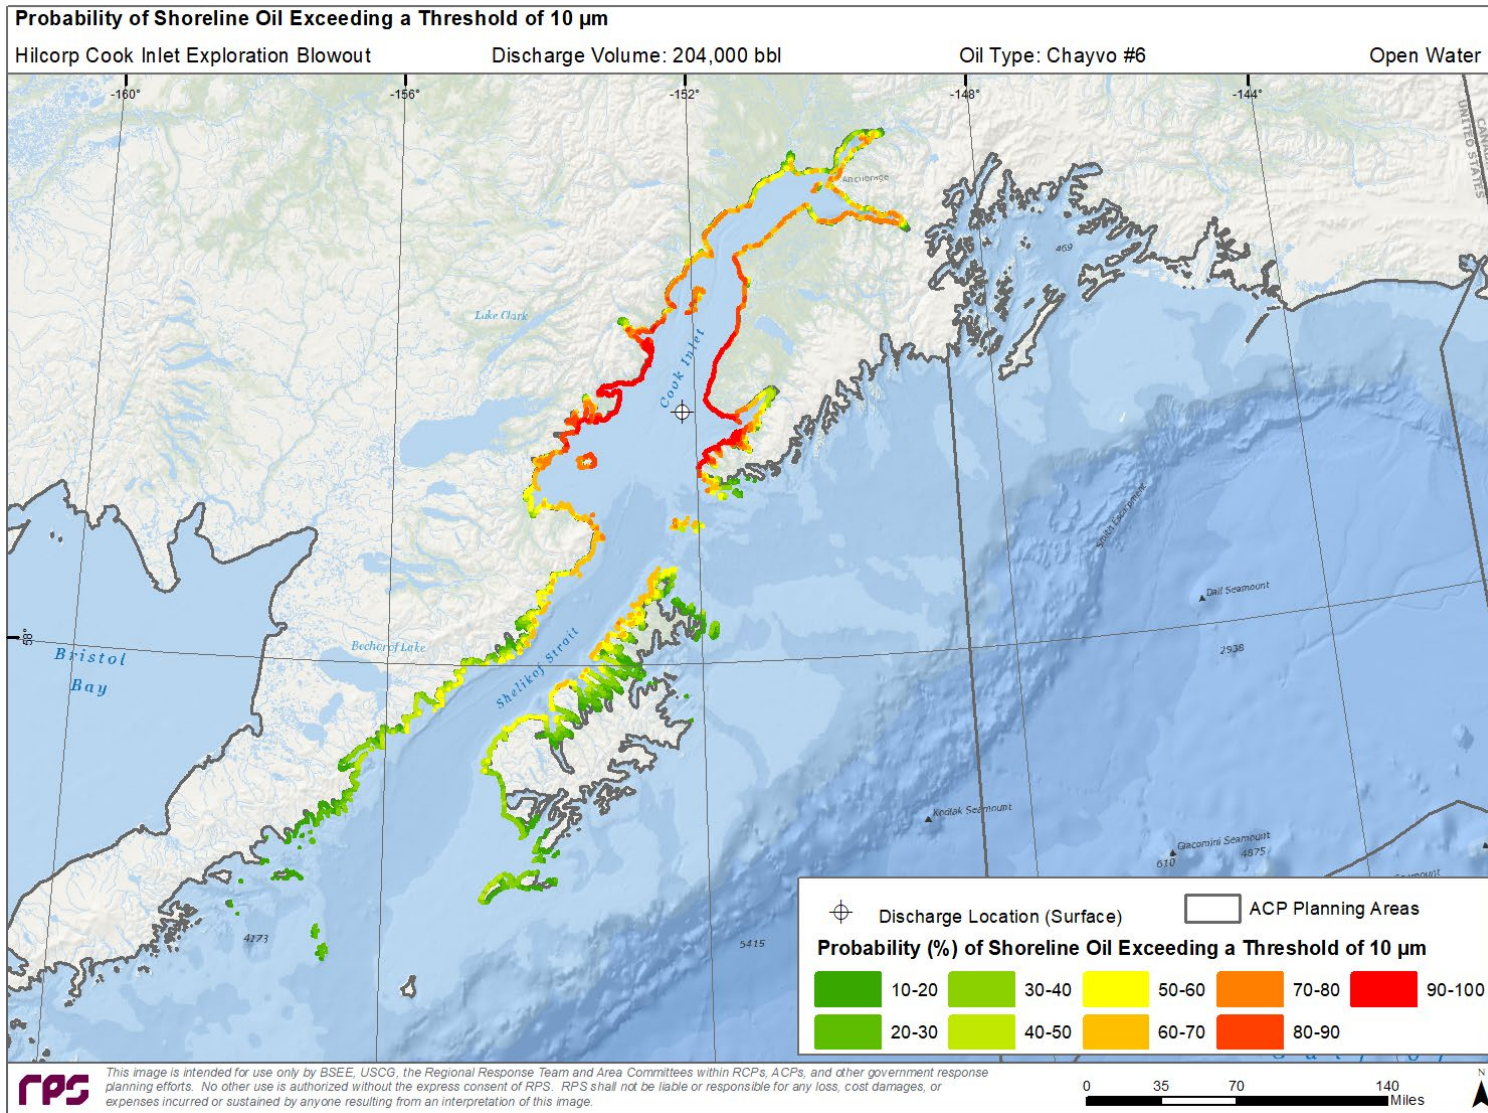 Probability of Shoreline Oil Exceeding a Threshold of 10 µm
Hilcorp Cook Inlet Exploration Blowout Discharge Volume: 204,000 bbl Oil Type: Chayvo #6 Open Water
-160° -156° -152° -148° -144°
UNITED STATES
Anchorage
469
Lake Clark
Cook Inlet
Dall Seamount
58°
Bristol
Bay
Becharof Lake
Shelikof Strait
2938
Kodiak Seamount
Giacomini Seamount
610 4875
4173
5415
Discharge Location (Surface) ACP Planning Areas
Probability (%) of Shoreline Oil Exceeding a Threshold of 10 µm
10-20 30-40 50-60 70-80 90-100
20-30 40-50 60-70 80-90
rps
This image is intended for use only by BSEE, USCG, the Regional Response Team and Area Committees within RCPs, ACPs, and other government response
planning efforts. No other use is authorized without the express consent of RPS. RPS shall not be liable or responsible for any loss, cost damages, or
expenses incurred or sustained by anyone resulting from an interpretation of this image.
0 35 70 140
Miles
N